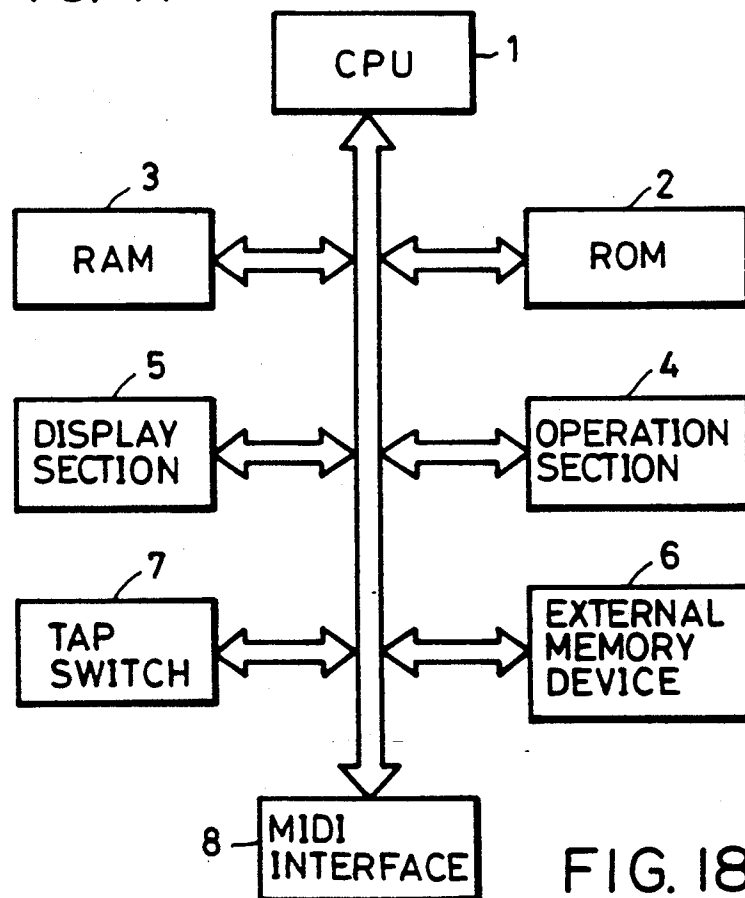 CPU
1
3
2
RAM
ROM
5
4
DISPLAY
SECTION
OPERATION
SECTION
7
6
TAP
SWITCH
EXTERNAL
MEMORY
DEVICE
8
MIDI
INTERFACE
FIG. 18